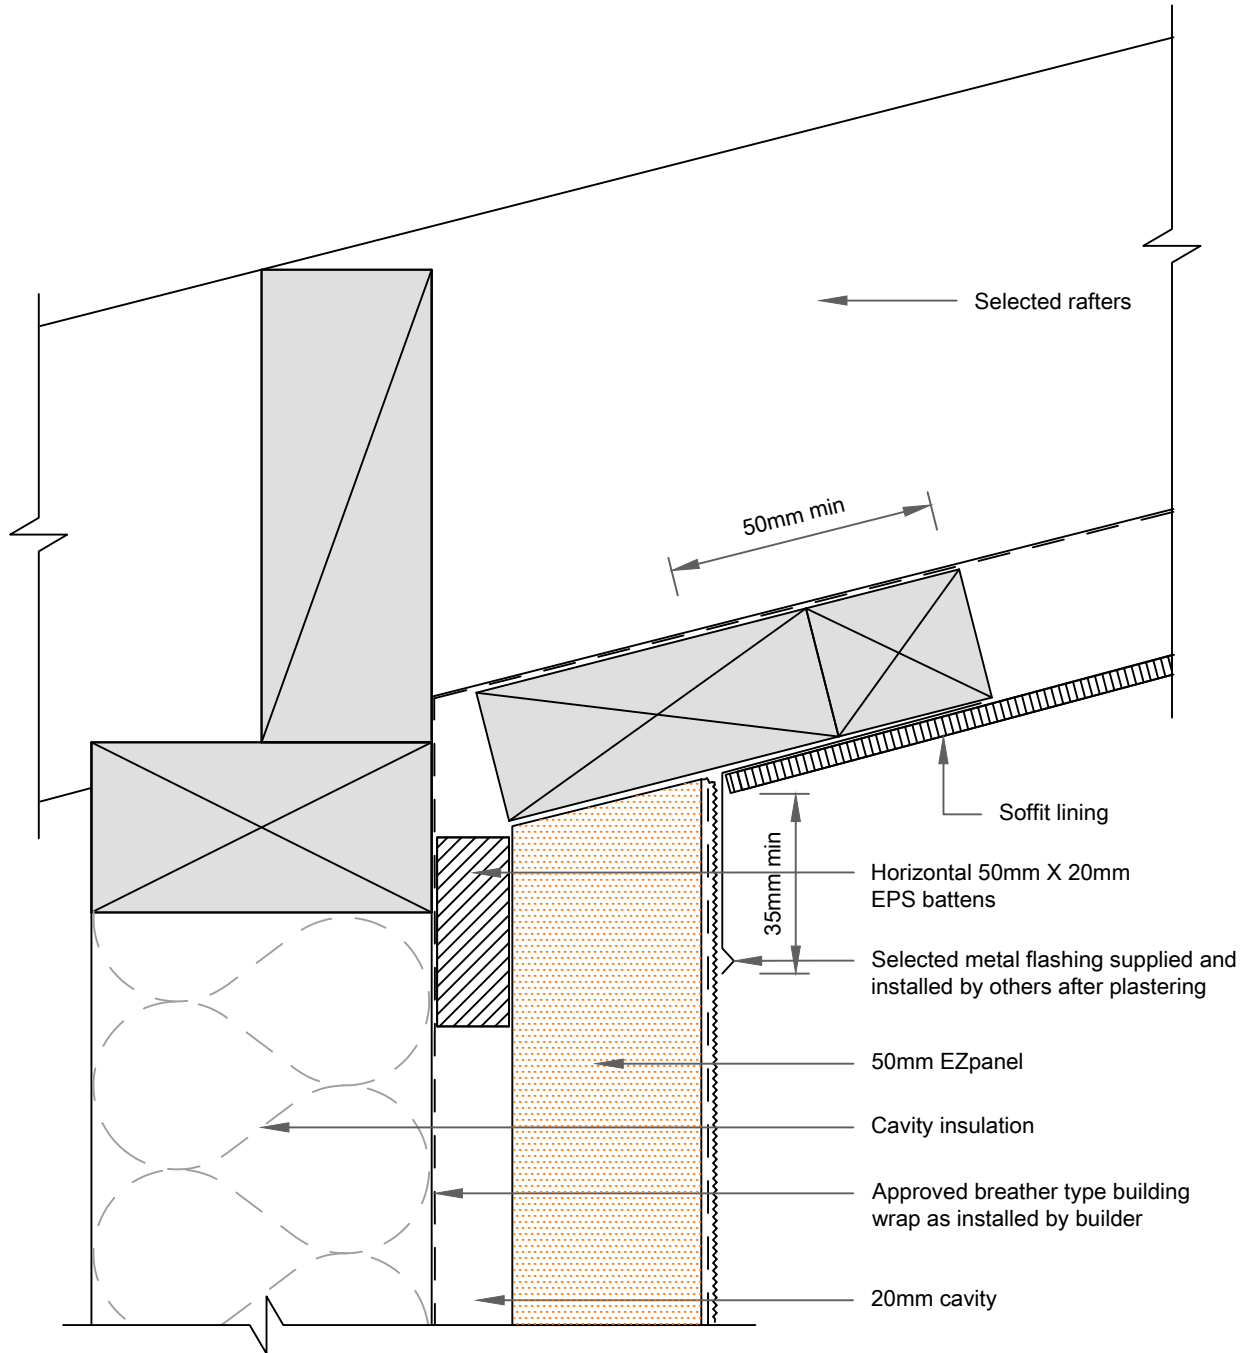 Selected rafters
50mm min
Soffit lining
35mm min
Horizontal 50mm X 20mm
EPS battens
Selected metal flashing supplied and
installed by others after plastering
50mm EZpanel
Cavity insulation
Approved breather type building
wrap as installed by builder
20mm cavity